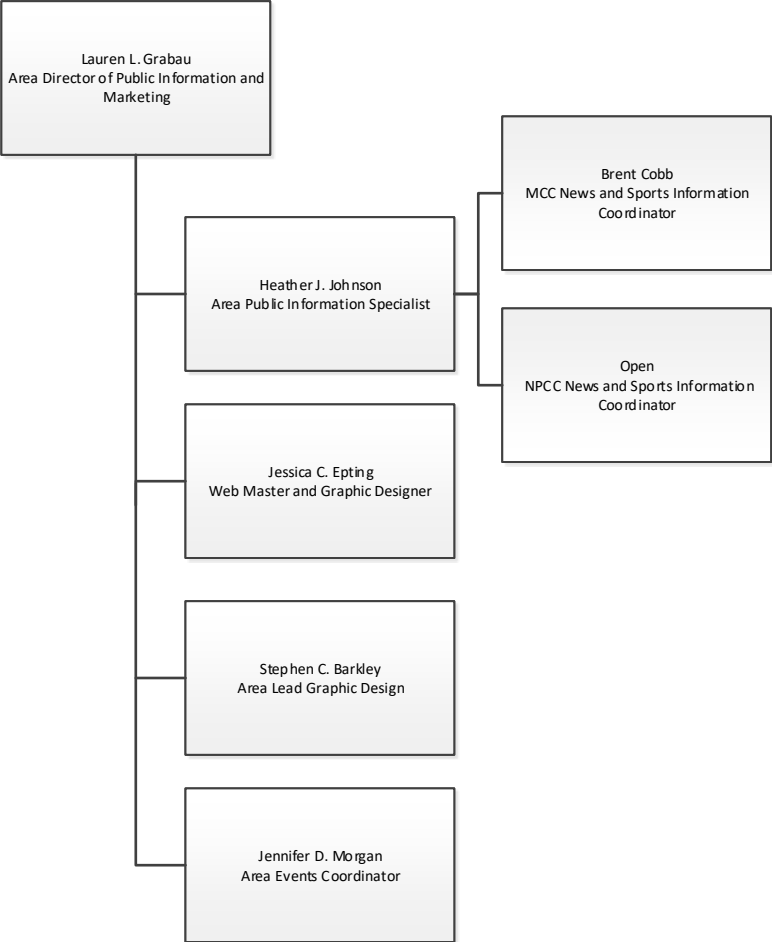 Lauren L. Grabau
Area Director of Public Information and
Marketing
Brent Cobb
MCC News and Sports Information
Coordinator
Heather J. Johnson
Area Public Information Specialist
Open
NPCC News and Sports Information
Coordinator
Jessica C. Epting
Web Master and Graphic Designer
Stephen C. Barkley
Area Lead Graphic Design
Jennifer D. Morgan
Area Events Coordinator